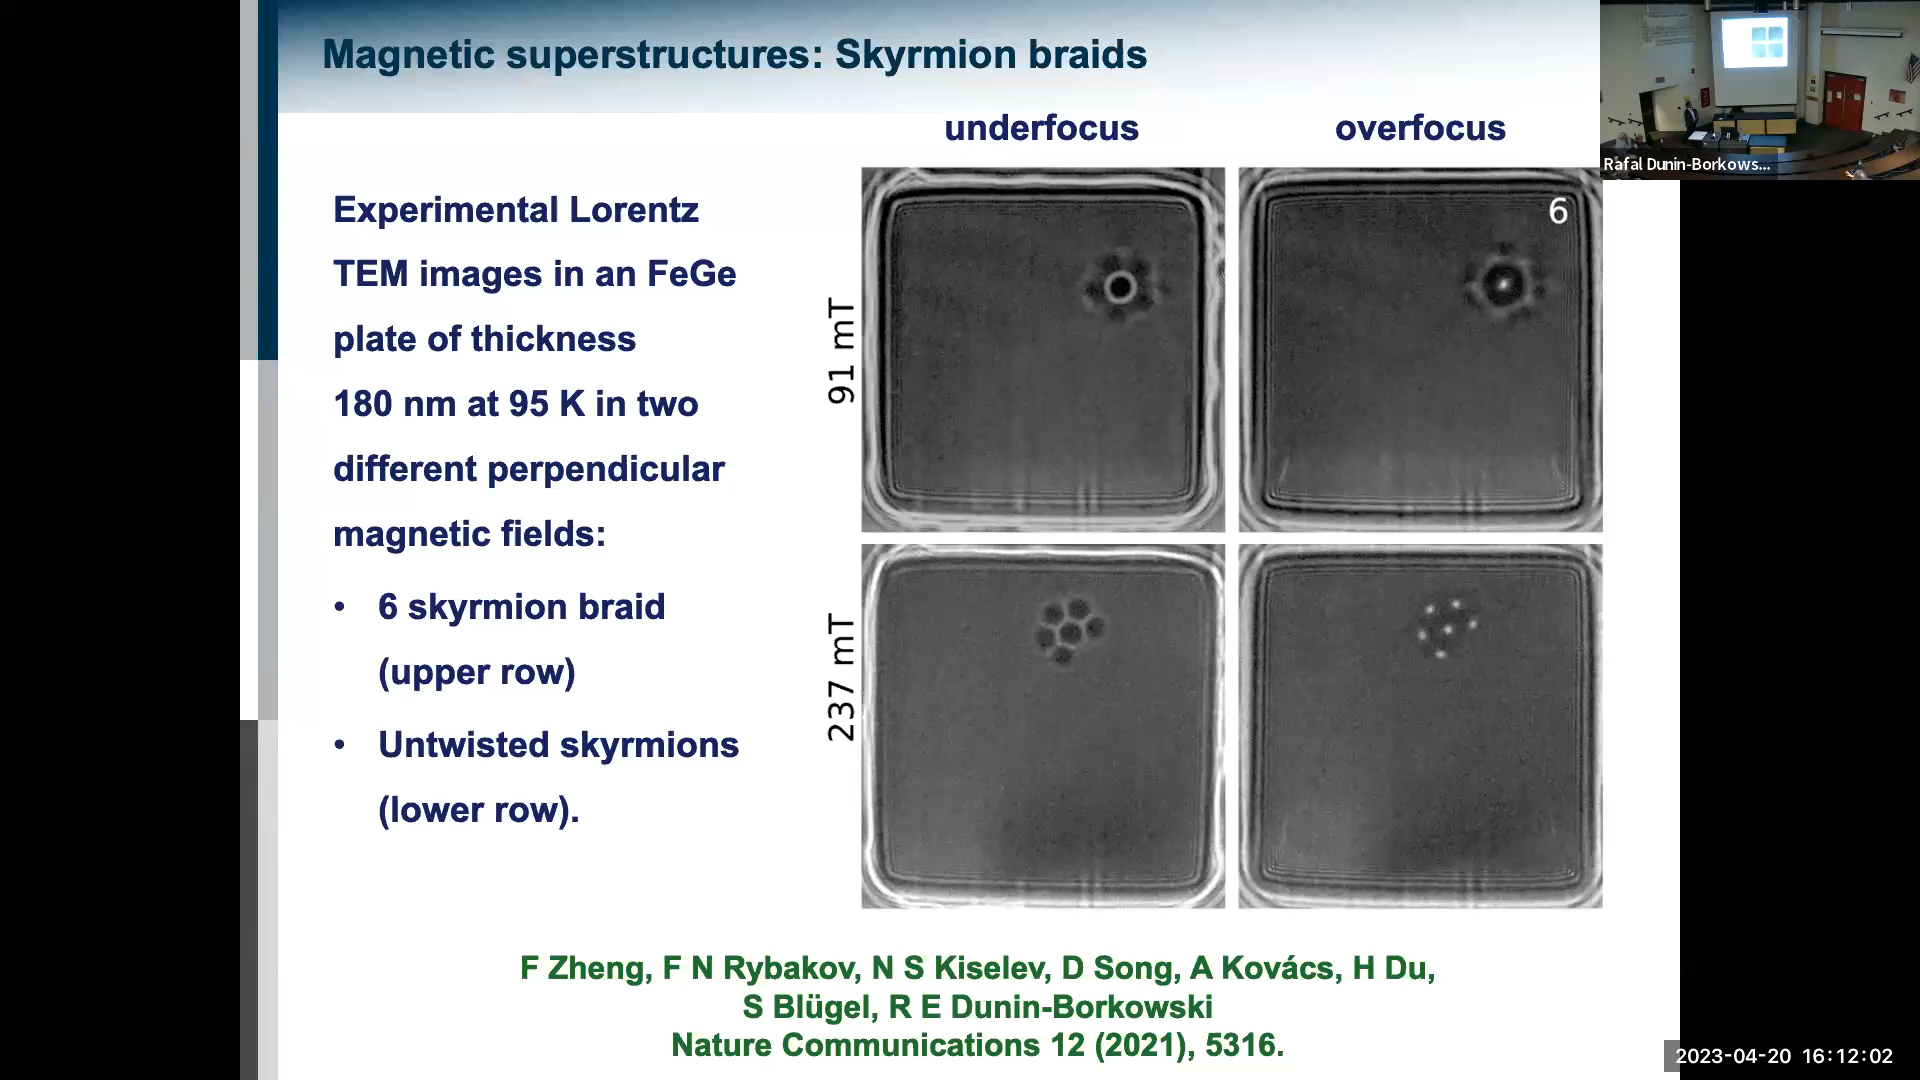 Magnetic superstructures: Skyrmion braids
underfocus
overfocus
Rafal Dunin-Borkows...
Experimental Lorentz
TEM images in an FeGe
plate of thickness
180 nm at 95 K in two
different perpendicular
magnetic fields:
• 6 skyrmion braid
(upper row)
• Untwisted skyrmions
(lower row).
91 mT
6
237 mT
F Zheng, F N Rybakov, N S Kiselev, D Song, A Kovács, H Du,
S Blügel, R E Dunin-Borkowski
Nature Communications 12 (2021), 5316.
2023-04-20 16:12:02